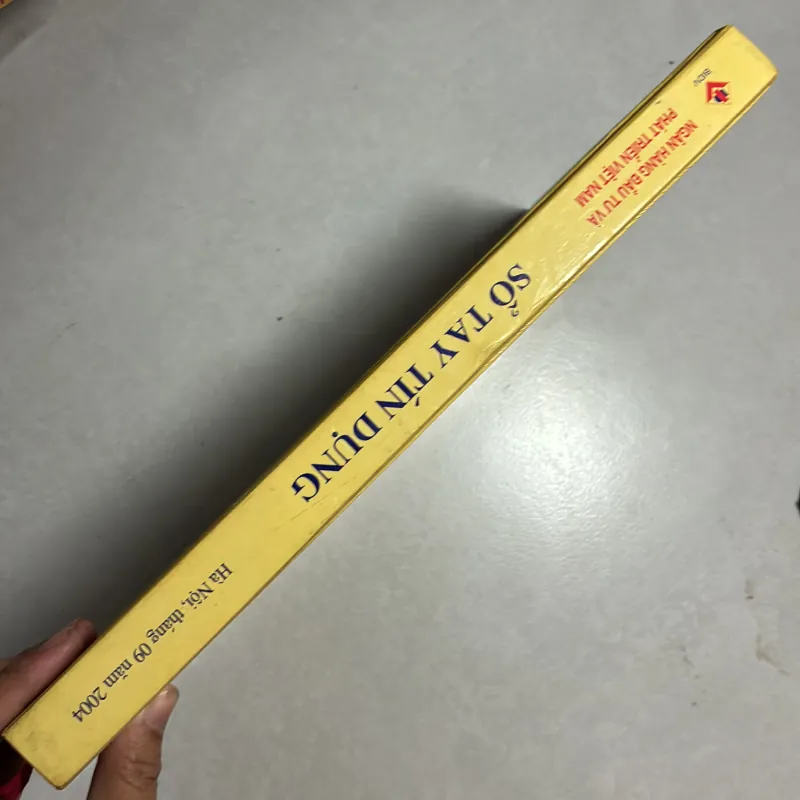 BIDV
NGÂN HÀNG ĐẦU TƯ VÀ
PHÁT TRIỂN VIỆT NAM
SỔ TAY TÍN DỤNG
Hà Nội, tháng 09 năm 2004